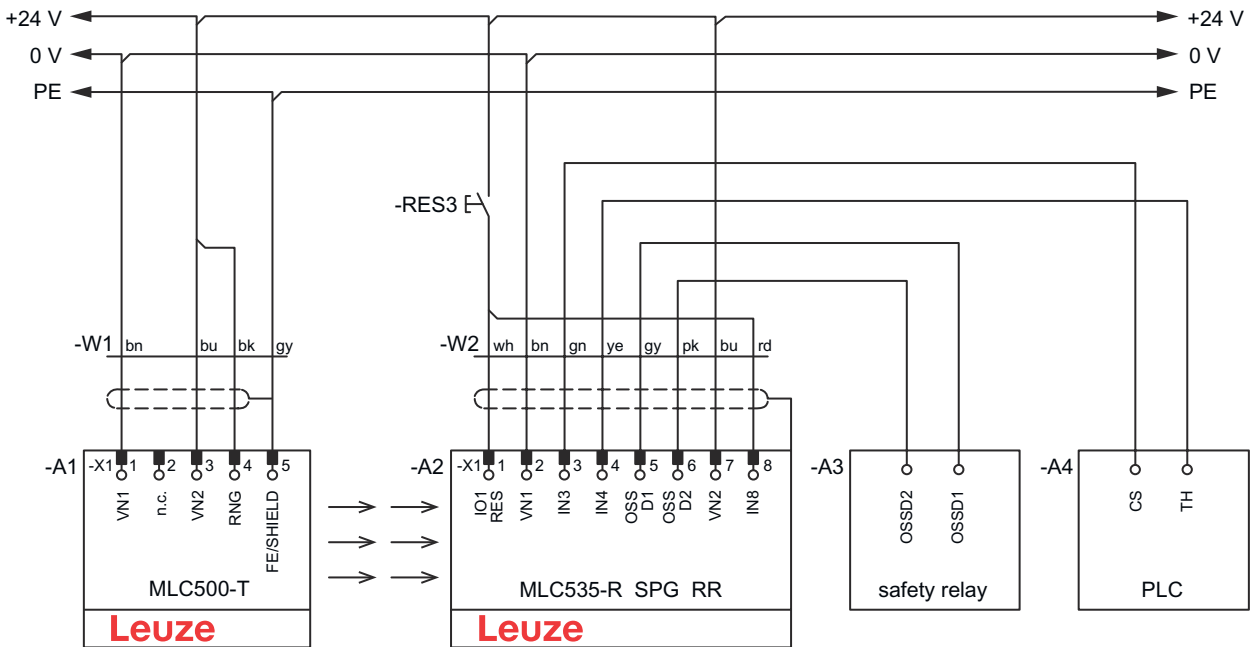 +24 V
+24 V
0 V
0 V
PE
PE
-RES3
-W1
bn
bu
bk
gy
-W2
wh
bn
gn
ye
gy
pk
bu
rd
-A1
-X1
1
2
3
4
5
VN1
n.c.
VN2
RNG
FE/SHIELD
MLC500-T
Leuze
-A2
-X1
1
2
3
4
5
6
7
8
IO1
RES
VN1
IN3
IN4
OSS
D1
OSS
D2
VN2
IN8
MLC535-R SPG RR
Leuze
-A3
OSSD2
OSSD1
safety relay
-A4
CS
TH
PLC